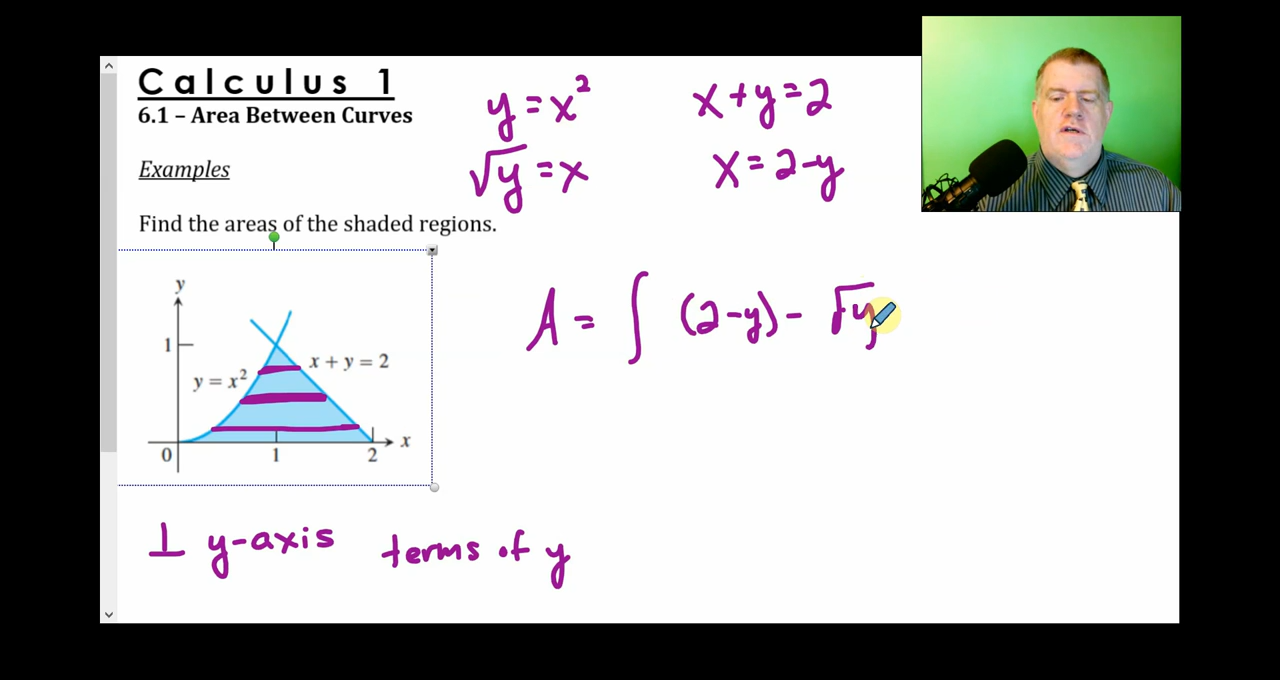 Calculus 1
6.1 – Area Between Curves
Examples
Find the areas of the shaded regions.
y = x²
x + y = 2
√y = x
x = 2 - y
A = ∫ (2 - y) - √y
y
1
x + y = 2
y = x²
0
1
2
x
⊥ y-axis terms of y